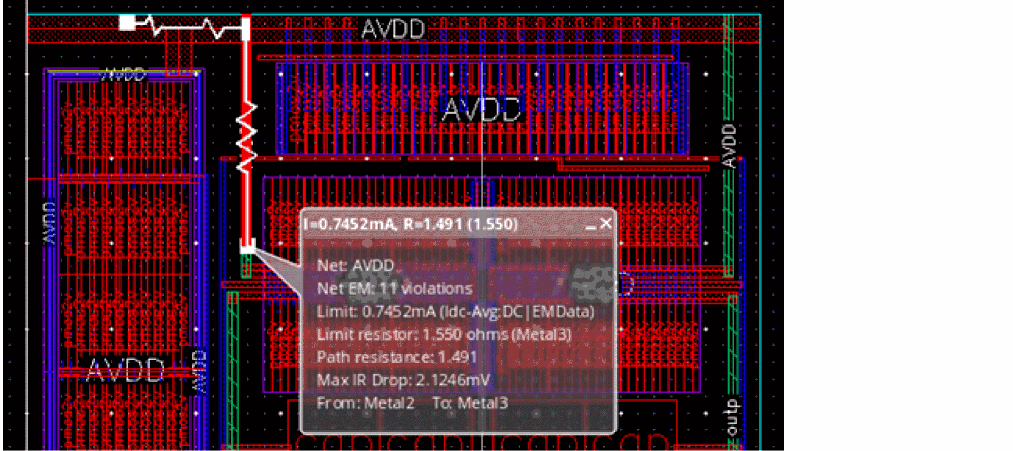 AVDD
AVDD
AVDD
AVDD
AVDD
I=0.7452mA, R=1.491 (1.550)
Net: AVDD
Net EM: 11 violations
Limit: 0.7452mA (Idc-Avg:DC|EMData)
Limit resistor: 1.550 ohms (Metal3)
Path resistance: 1.491
Max IR Drop: 2.1246mV
From: Metal2 To: Metal3
AVDD
AVDD
outp